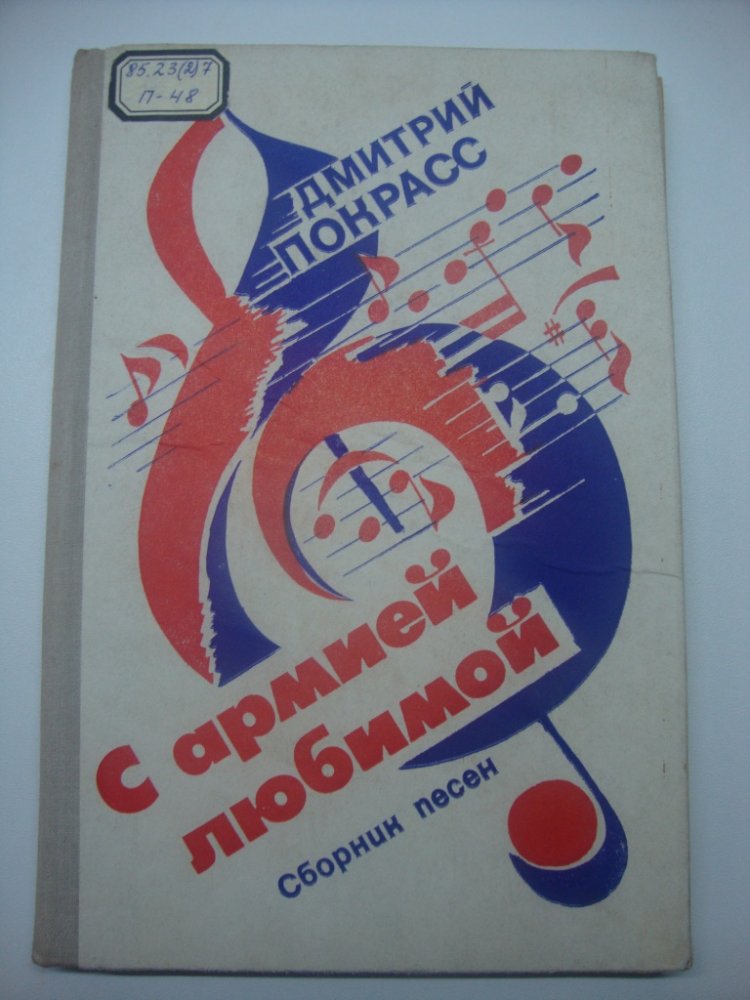 85.23(2)7
П-48
ДМИТРИЙ
ПОКРАСС
С армией
любимой
Сборник песен